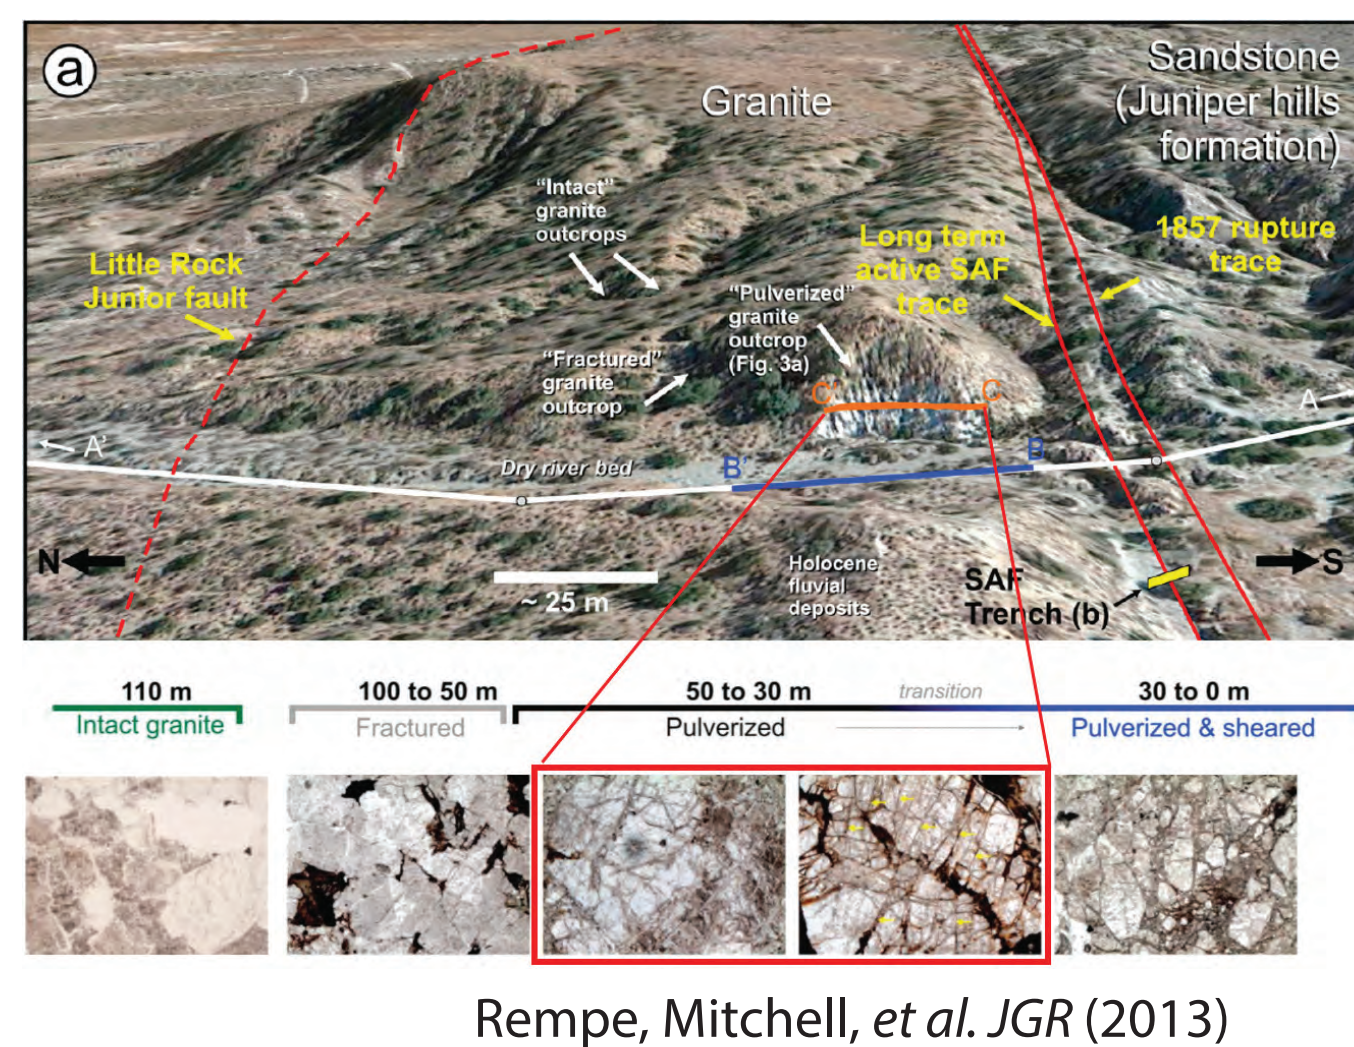 a
Granite
Sandstone
(Juniper hills
formation)
"Intact"
granite
outcrops
Little Rock
Junior fault
Long term
active SAF
trace
1857 rupture
trace
"Pulverized"
granite
outcrop
(Fig. 3a)
"Fractured"
granite
outcrop
C'
C
A
A'
Dry river bed
B'
B
N
S
~ 25 m
Holocene
fluvial
deposits
SAF
Trench (b)
110 m
Intact granite
100 to 50 m
Fractured
50 to 30 m
Pulverized
transition
30 to 0 m
Pulverized & sheared
Rempe, Mitchell, et al. JGR (2013)